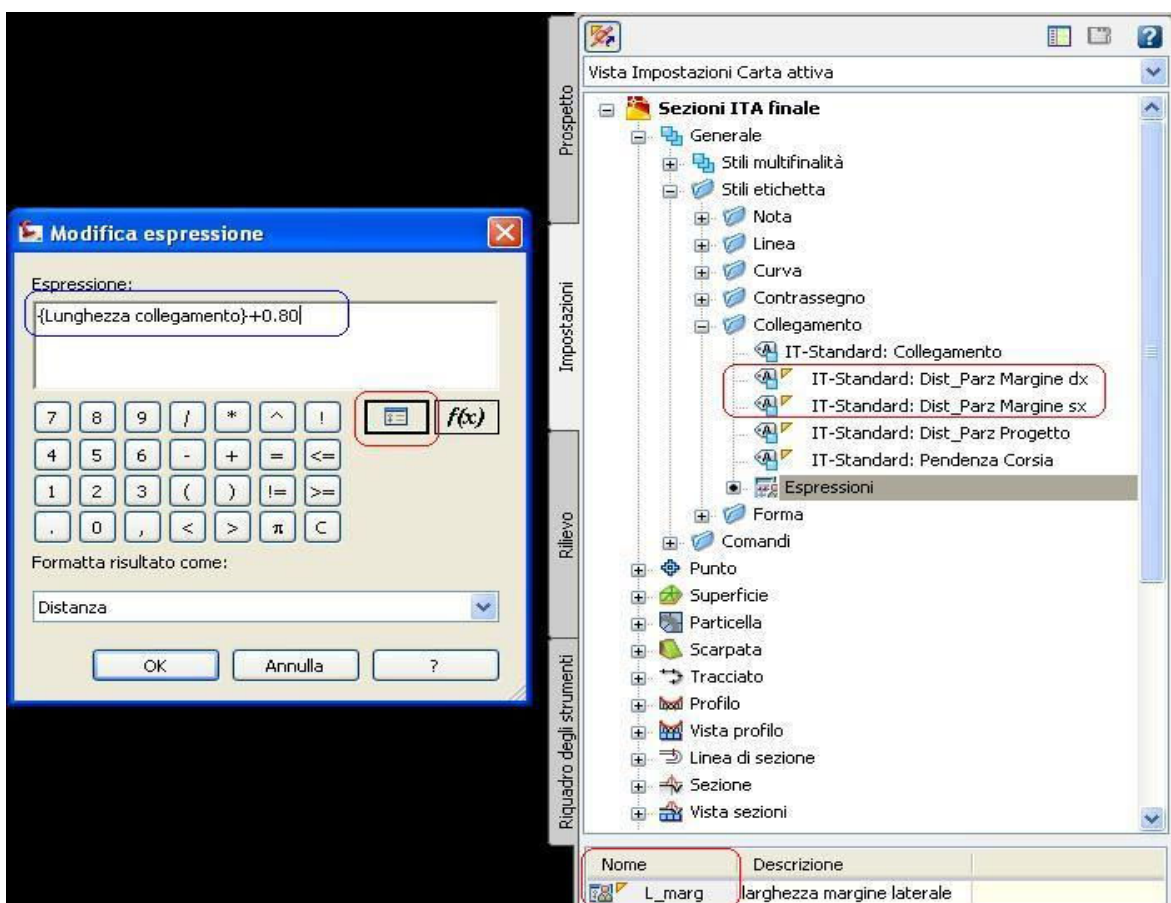 Modifica espressione
Espressione:
{Lunghezza collegamento}+0.80
7 8 9 / * ^ !
f(x)
4 5 6 - + = <=
1 2 3 ( ) != >=
. 0 , < > π C
Formatta risultato come:
Distanza
OK Annulla ?
Prospetto
Impostazioni
Rilievo
Riquadro degli strumenti
?
Vista Impostazioni Carta attiva
Sezioni ITA finale
Generale
Stili multifinalità
Stili etichetta
Nota
Linea
Curva
Contrassegno
Collegamento
IT-Standard: Collegamento
IT-Standard: Dist_Parz Margine dx
IT-Standard: Dist_Parz Margine sx
IT-Standard: Dist_Parz Progetto
IT-Standard: Pendenza Corsia
Espressioni
Forma
Comandi
Punto
Superficie
Particella
Scarpata
Tracciato
Profilo
Vista profilo
Linea di sezione
Sezione
Vista sezioni
Nome Descrizione
L_marg larghezza margine laterale